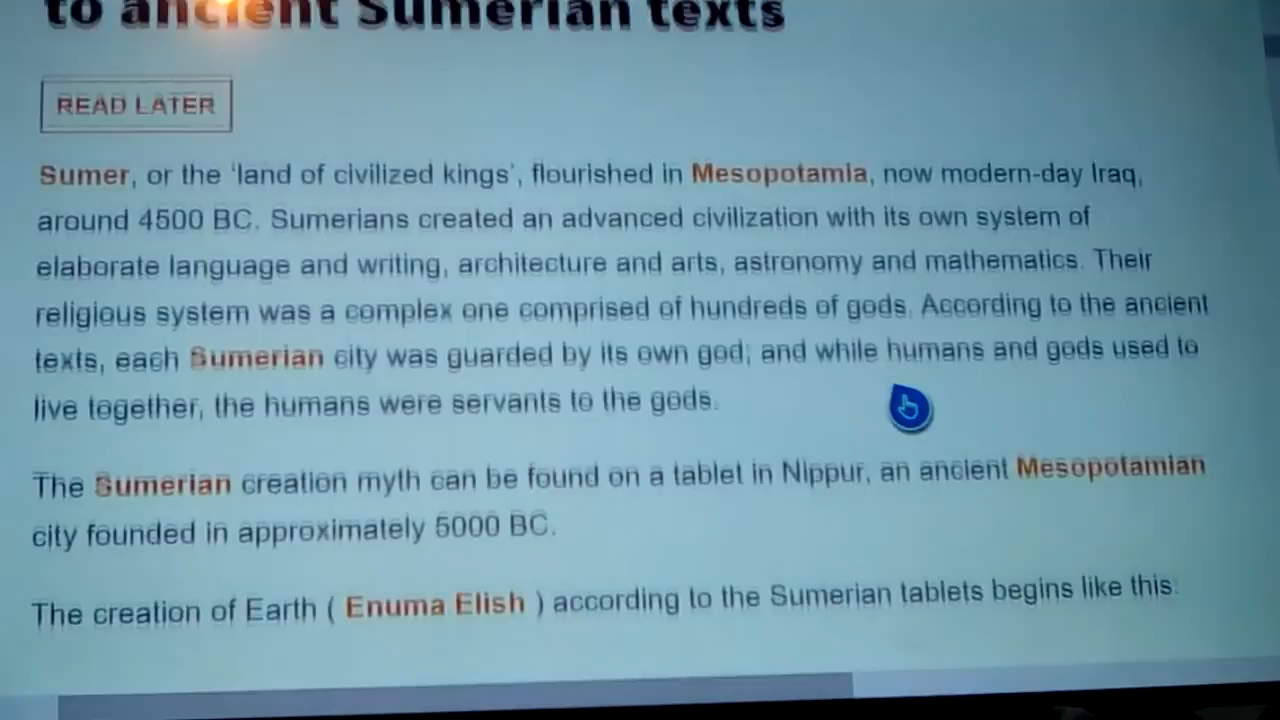 to ancient Sumerian texts
READ LATER
Sumer, or the 'land of civilized kings', flourished in Mesopotamia, now modern-day Iraq,
around 4500 BC. Sumerians created an advanced civilization with its own system of
elaborate language and writing, architecture and arts, astronomy and mathematics. Their
religious system was a complex one comprised of hundreds of gods. According to the ancient
texts, each Sumerian city was guarded by its own god; and while humans and gods used to
live together, the humans were servants to the gods.
The Sumerian creation myth can be found on a tablet in Nippur, an ancient Mesopotamian
city founded in approximately 5000 BC.
The creation of Earth ( Enuma Elish ) according to the Sumerian tablets begins like this: